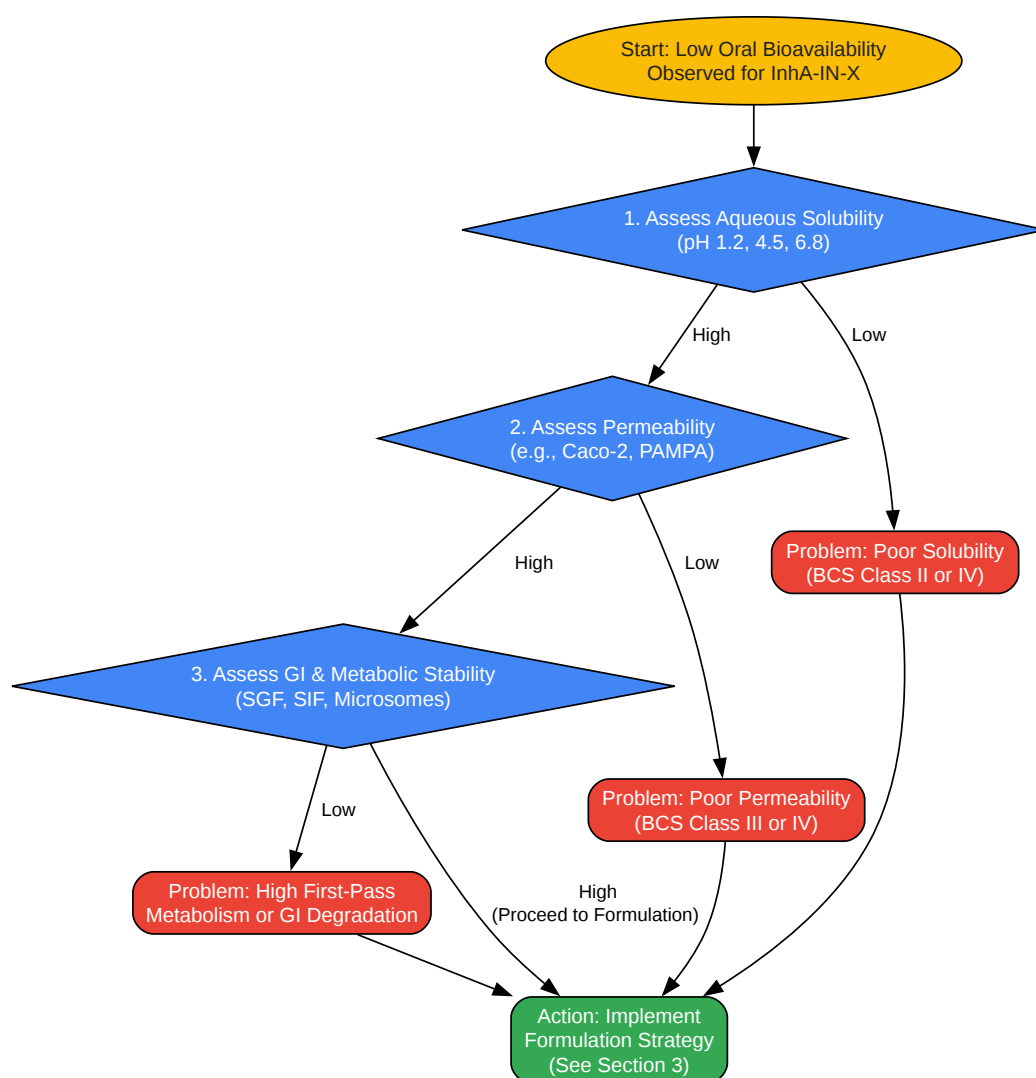 Start: Low Oral Bioavailability
Observed for InhA-IN-X
1. Assess Aqueous Solubility
(pH 1.2, 4.5, 6.8)
High
Low
2. Assess Permeability
(e.g., Caco-2, PAMPA)
High
Low
Problem: Poor Solubility
(BCS Class II or IV)
3. Assess GI & Metabolic Stability
(SGF, SIF, Microsomes)
Low
Problem: Poor Permeability
(BCS Class III or IV)
Problem: High First-Pass
Metabolism or GI Degradation
High
(Proceed to Formulation)
Action: Implement
Formulation Strategy
(See Section 3)